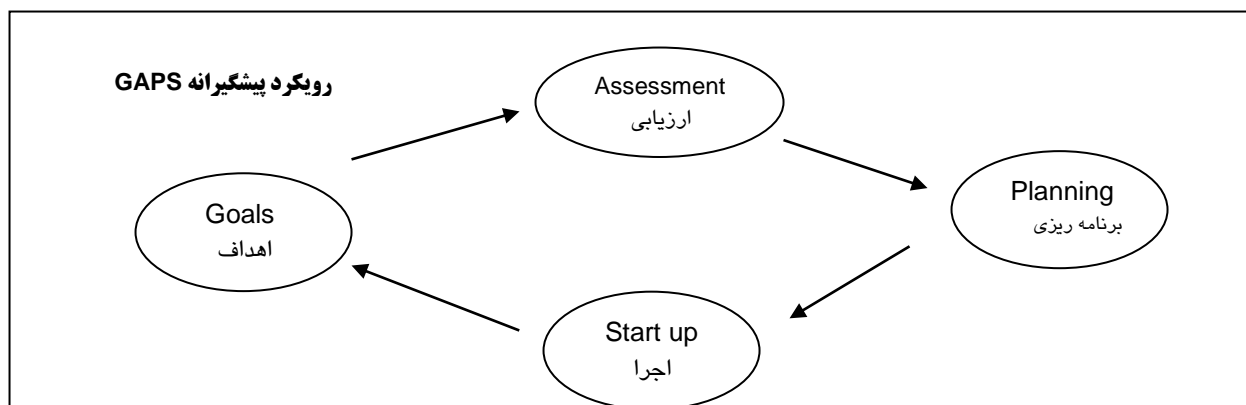 رویکرد پیشگیرانه GAPS
Assessment
ارزیابی
Planning
برنامه ریزی
Goals
اهداف
Start up
اجرا